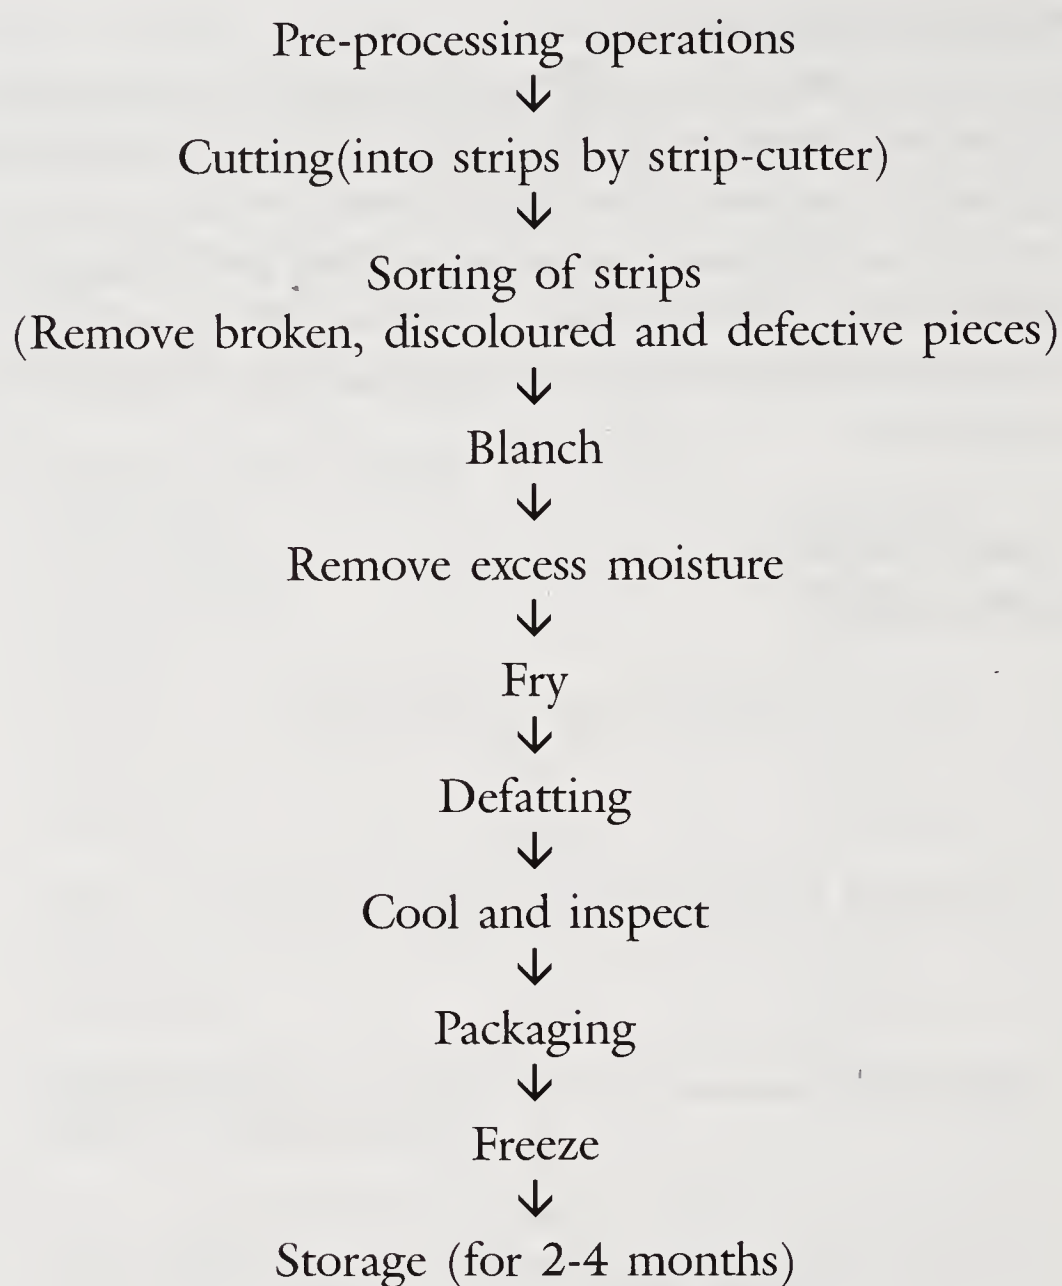 Pre-processing operations
↓
Cutting(into strips by strip-cutter)
↓
Sorting of strips
(Remove broken, discoloured and defective pieces)
↓
Blanch
↓
Remove excess moisture
↓
Fry
↓
Defatting
↓
Cool and inspect
↓
Packaging
↓
Freeze
↓
Storage (for 2-4 months)